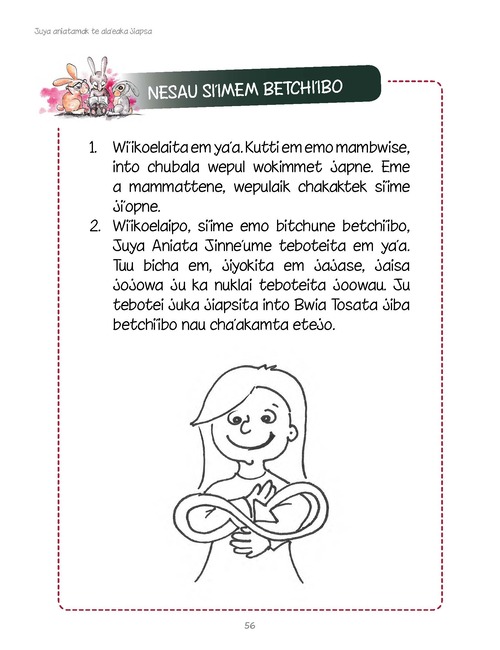 Juya aniatamak te ala'eaka jiapsa
NESAU SI'IMEM BETCHI'IBO
1. Wi'ikoelaita em ya'a. Kutti em emo mambwise,
into chubala wepul wokimmet japne. Eme
a mammattene, wepulaik chakaktek si'ime
ji'opne.
2. Wi'ikoelaipo, si'ime emo bitchune betchi'ibo,
Juya Aniata Jinne'ume teboteita em ya'a.
Tuu bicha em, jiyokita em jajase, jaisa
jojowa ju ka nuklai teboteita joowau. Ju
tebotei juka jiapsita into Bwia Tosata jiba
betchi'ibo nau cha'akamta etejo.
56